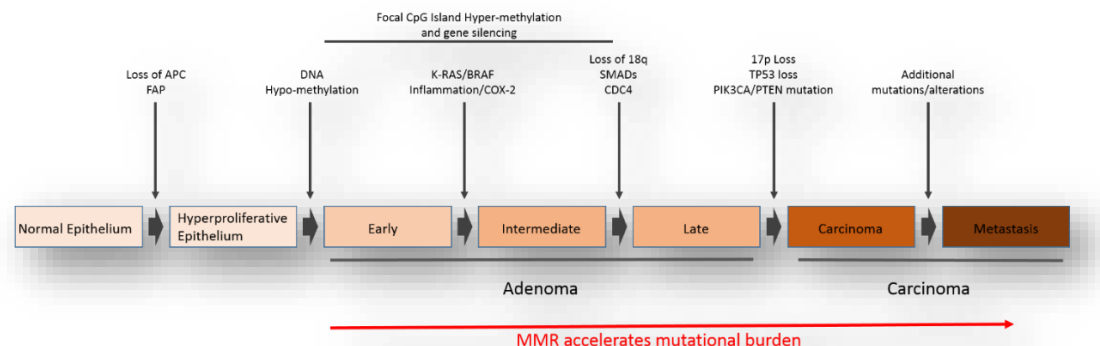 Focal CpG Island Hyper-methylation
and gene silencing
Loss of APC
FAP
DNA
Hypo-methylation
K-RAS/BRAF
Inflammation/COX-2
Loss of 18q
SMADs
CDC4
17p Loss
TP53 loss
PIK3CA/PTEN mutation
Additional
mutations/alterations
Normal Epithelium
Hyperproliferative
Epithelium
Early
Intermediate
Late
Carcinoma
Metastasis
Adenoma
Carcinoma
MMR accelerates mutational burden